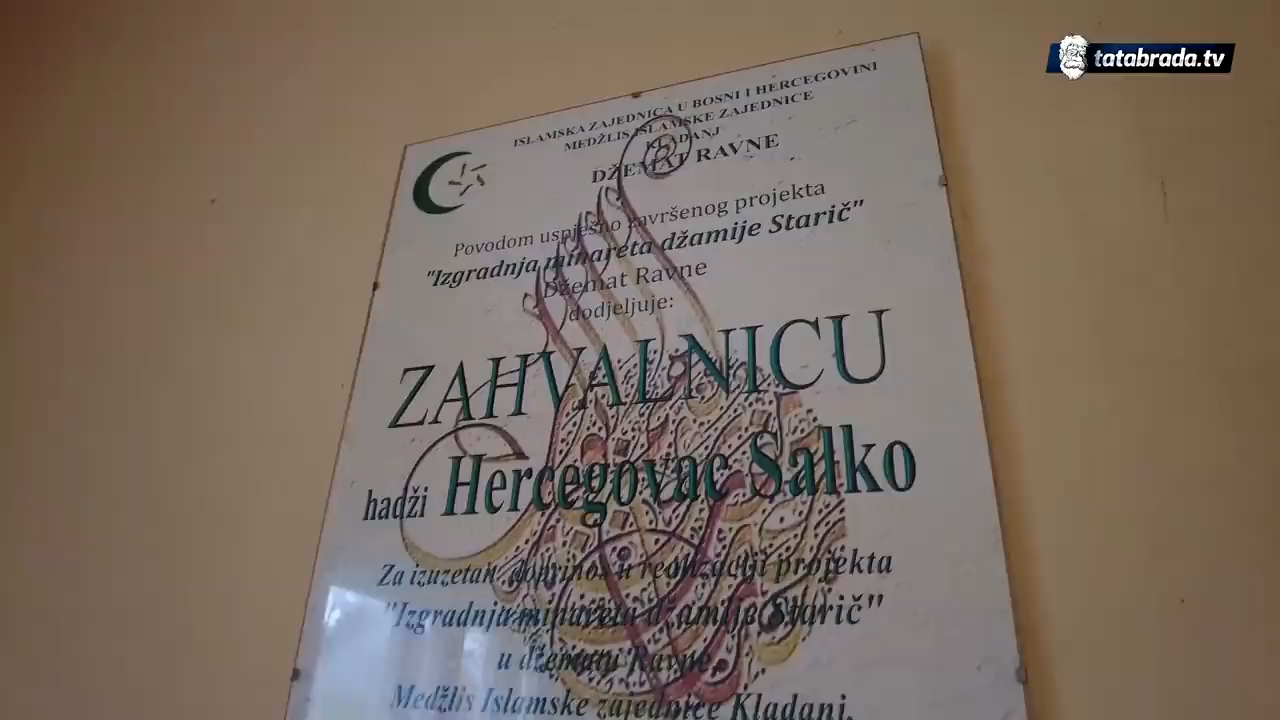 tatabrada.tv
ISLAMSKA ZAJEDNICA U BOSNI I HERCEGOVINI
MEDŽLIS ISLAMSKE ZAJEDNICE
KLADANJ
DŽEMAT RAVNE
Povodom uspješno završenog projekta
"Izgradnja minareta džamije Starič"
Džemat Ravne
dodjeljuje:
ZAHVALNICU
hadži Hercegovac Salko
Za izuzetan doprinos u realizaciji projekta
"Izgradnja minareta džamije Starič"
u džematu Ravne,
Medžlis Islamske zajednice Kladanj.